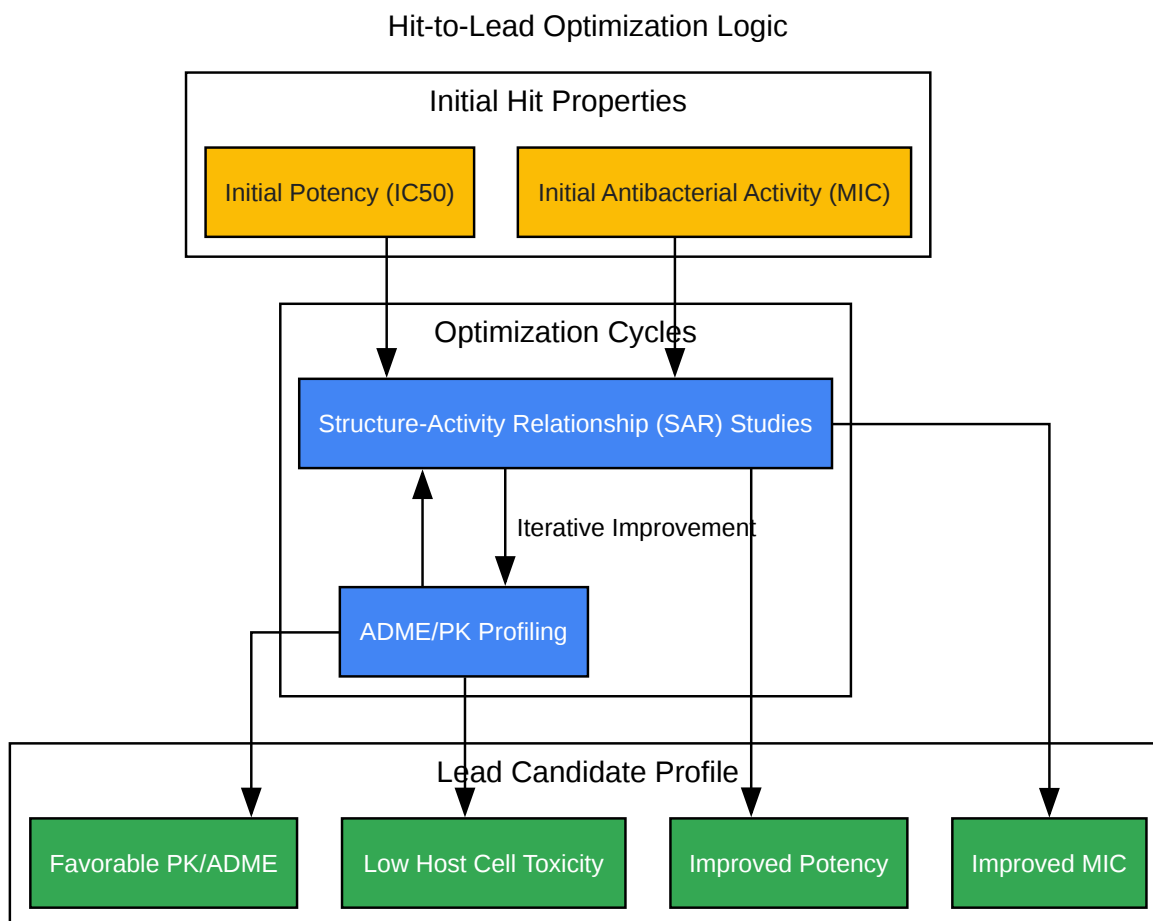 Hit-to-Lead Optimization Logic
Initial Hit Properties
Initial Potency (IC50)
Initial Antibacterial Activity (MIC)
Optimization Cycles
Structure-Activity Relationship (SAR) Studies
Iterative Improvement
ADME/PK Profiling
Lead Candidate Profile
Favorable PK/ADME
Low Host Cell Toxicity
Improved Potency
Improved MIC